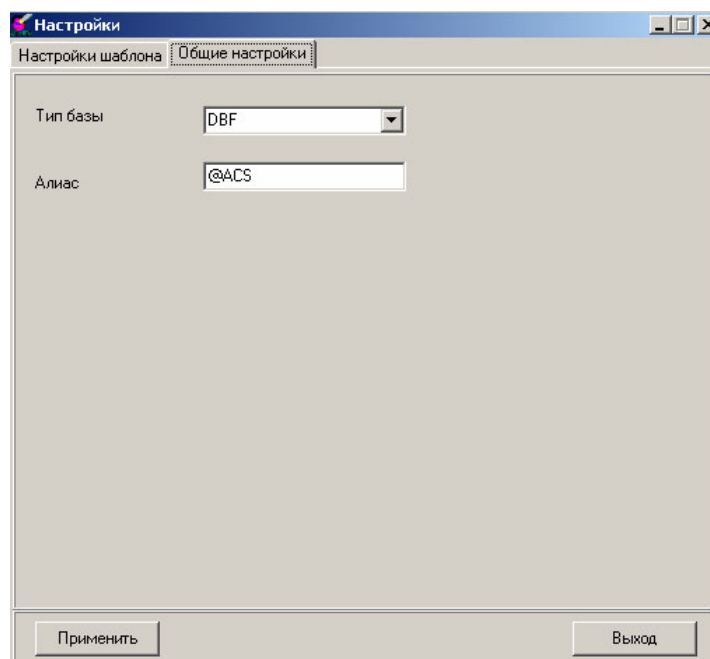 Настройки
Настройки шаблона Общие настройки
Тип базы DBF
Алиас @ACS
Применить Выход